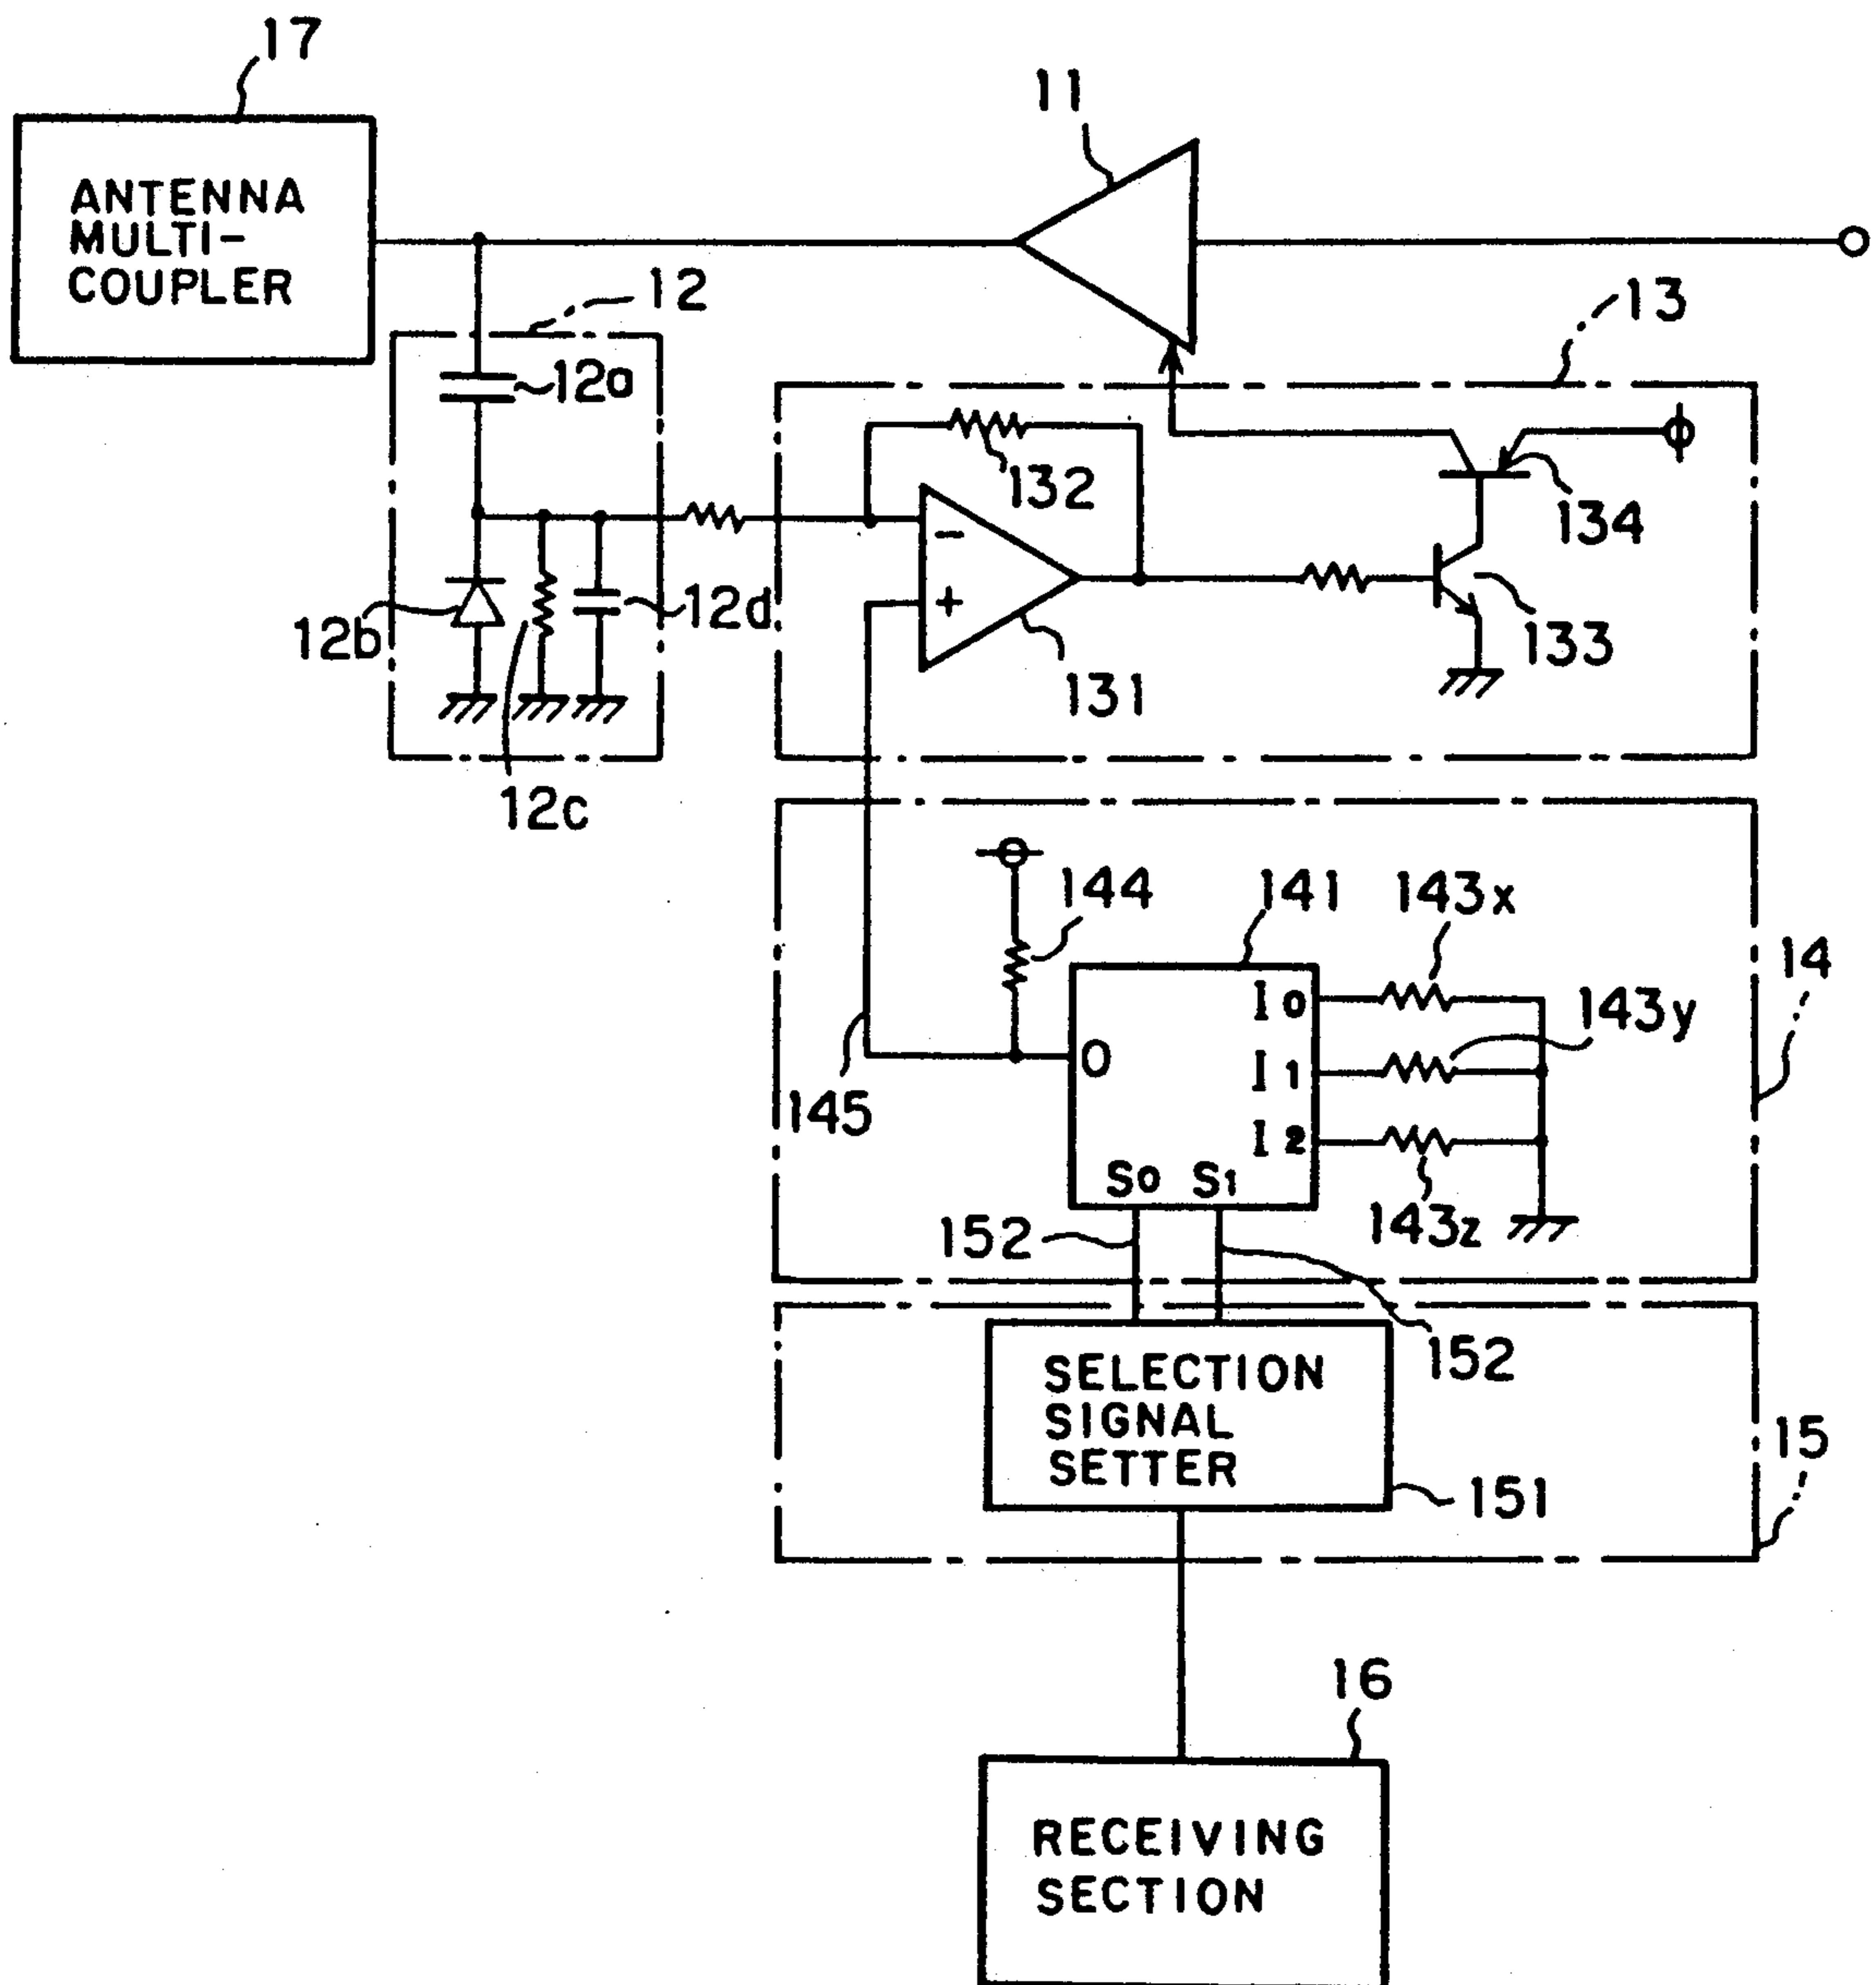 17
11
ANTENNA
MULTI-
COUPLER
12
13
12a
132
134
-
+
12b
12d
133
131
12c
144
141
143x
14
I0
143y
O
I1
145
I2
S0 S1
152
143z
152
SELECTION
SIGNAL
SETTER
15
151
16
RECEIVING
SECTION